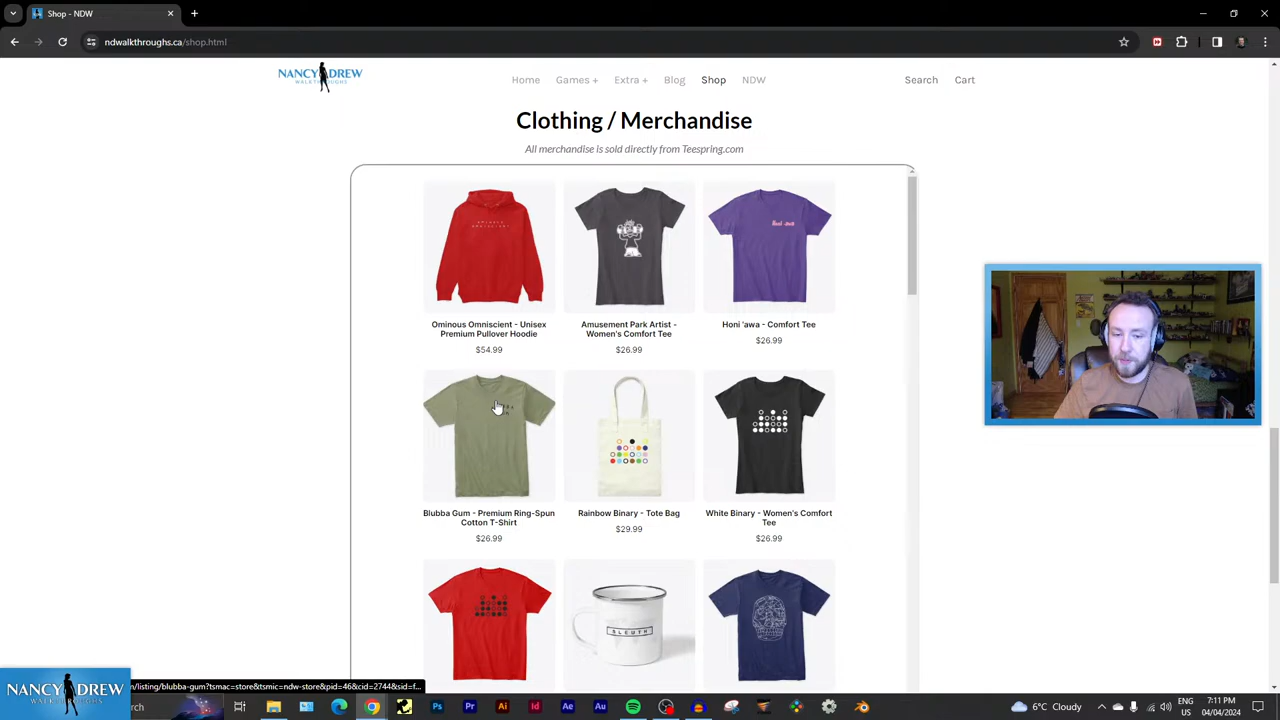 Shop - NDW
ndwalkthroughs.ca/shop.html
NANCY DREW
WALKTHROUGHS
Home Games + Extra + Blog Shop NDW Search Cart
Clothing / Merchandise
All merchandise is sold directly from Teespring.com
Ominous Omniscient - Unisex
Premium Pullover Hoodie
$54.99
Amusement Park Artist -
Women's Comfort Tee
$26.99
Honi 'awa - Comfort Tee
$26.99
Blubba Gum - Premium Ring-Spun
Cotton T-Shirt
$26.99
Rainbow Binary - Tote Bag
$29.99
White Binary - Women's Comfort
Tee
$26.99
SLEUTH
m/listing/blubba-gum?tsmac=store&tsmic=ndw-store&pid=46&cid=2744&sid=f...
NANCY DREW
WALKTHROUGHS
rch
6°C Cloudy
ENG
US
7:11 PM
04/04/2024